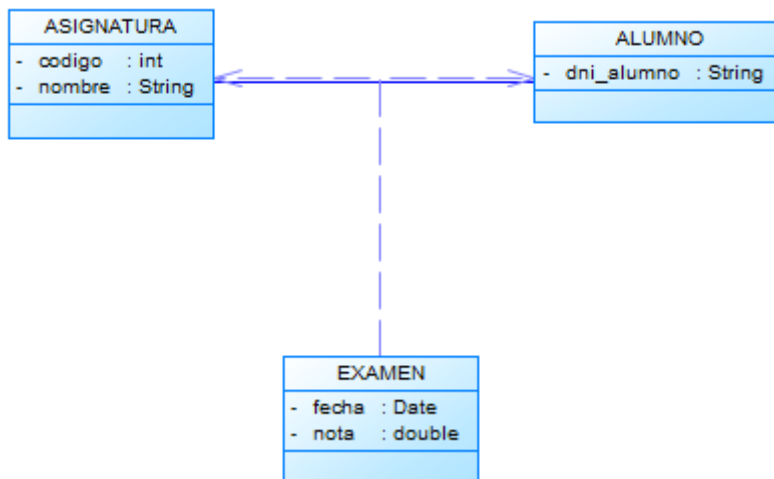 ASIGNATURA
- codigo : int
- nombre : String
ALUMNO
- dni_alumno : String
EXAMEN
- fecha : Date
- nota : double